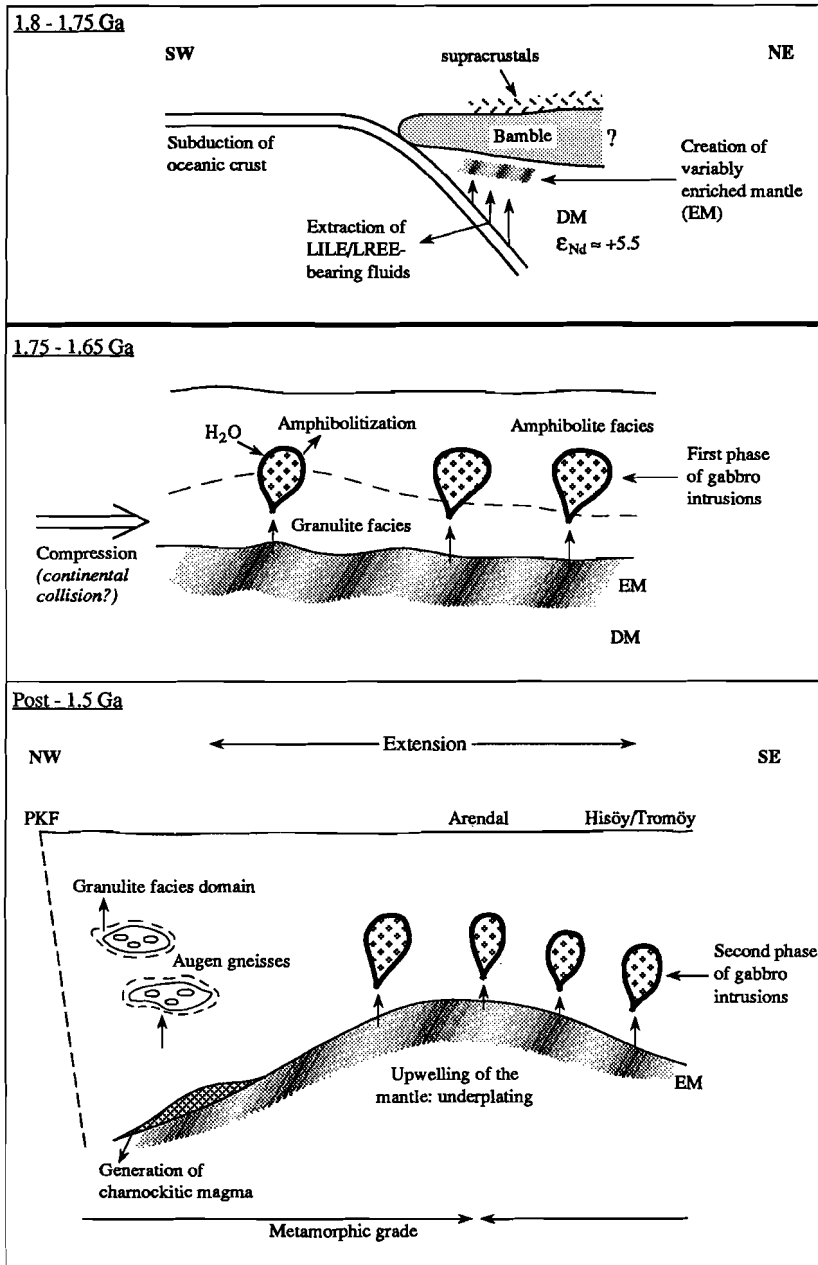 1.8 - 1.75 Ga
SW
NE
supracrustals
Subduction of
oceanic crust
Bamble
?
Creation of
variably
enriched mantle
(EM)
Extraction of
LILE/LREE-
bearing fluids
DM
εNd ≈ +5.5
1.75 - 1.65 Ga
H2O
Amphibolitization
Amphibolite facies
First phase
of gabbro
intrusions
Granulite facies
Compression
(continental
collision?)
EM
DM
Post - 1.5 Ga
Extension
NW
SE
PKF
Arendal
Hisöy/Tromöy
Granulite facies domain
Augen gneisses
Second phase
of gabbro
intrusions
Upwelling of the
mantle: underplating
EM
Generation of
charnockitic magma
Metamorphic grade